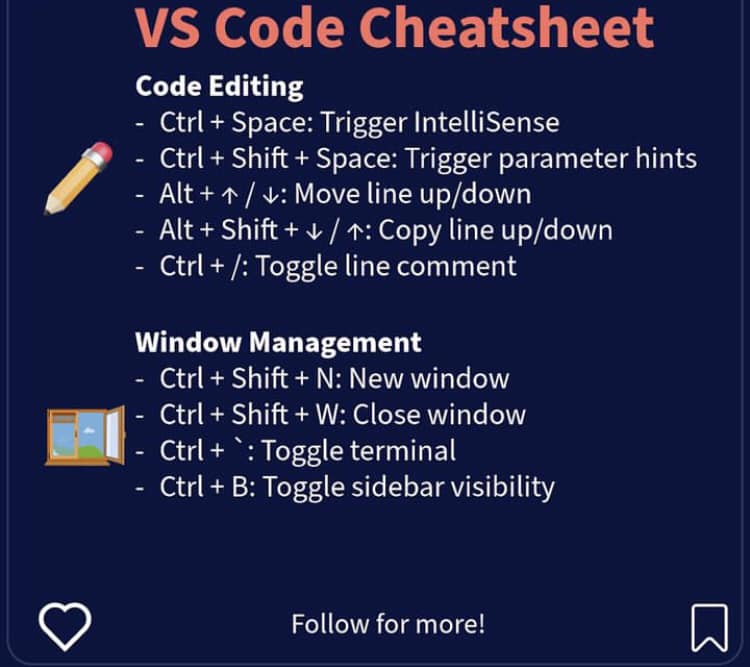 VS Code Cheatsheet
Code Editing
- Ctrl + Space: Trigger IntelliSense
- Ctrl + Shift + Space: Trigger parameter hints
- Alt + ↑ / ↓: Move line up/down
- Alt + Shift + ↓ / ↑: Copy line up/down
- Ctrl + /: Toggle line comment
Window Management
- Ctrl + Shift + N: New window
- Ctrl + Shift + W: Close window
- Ctrl + `: Toggle terminal
- Ctrl + B: Toggle sidebar visibility
Follow for more!